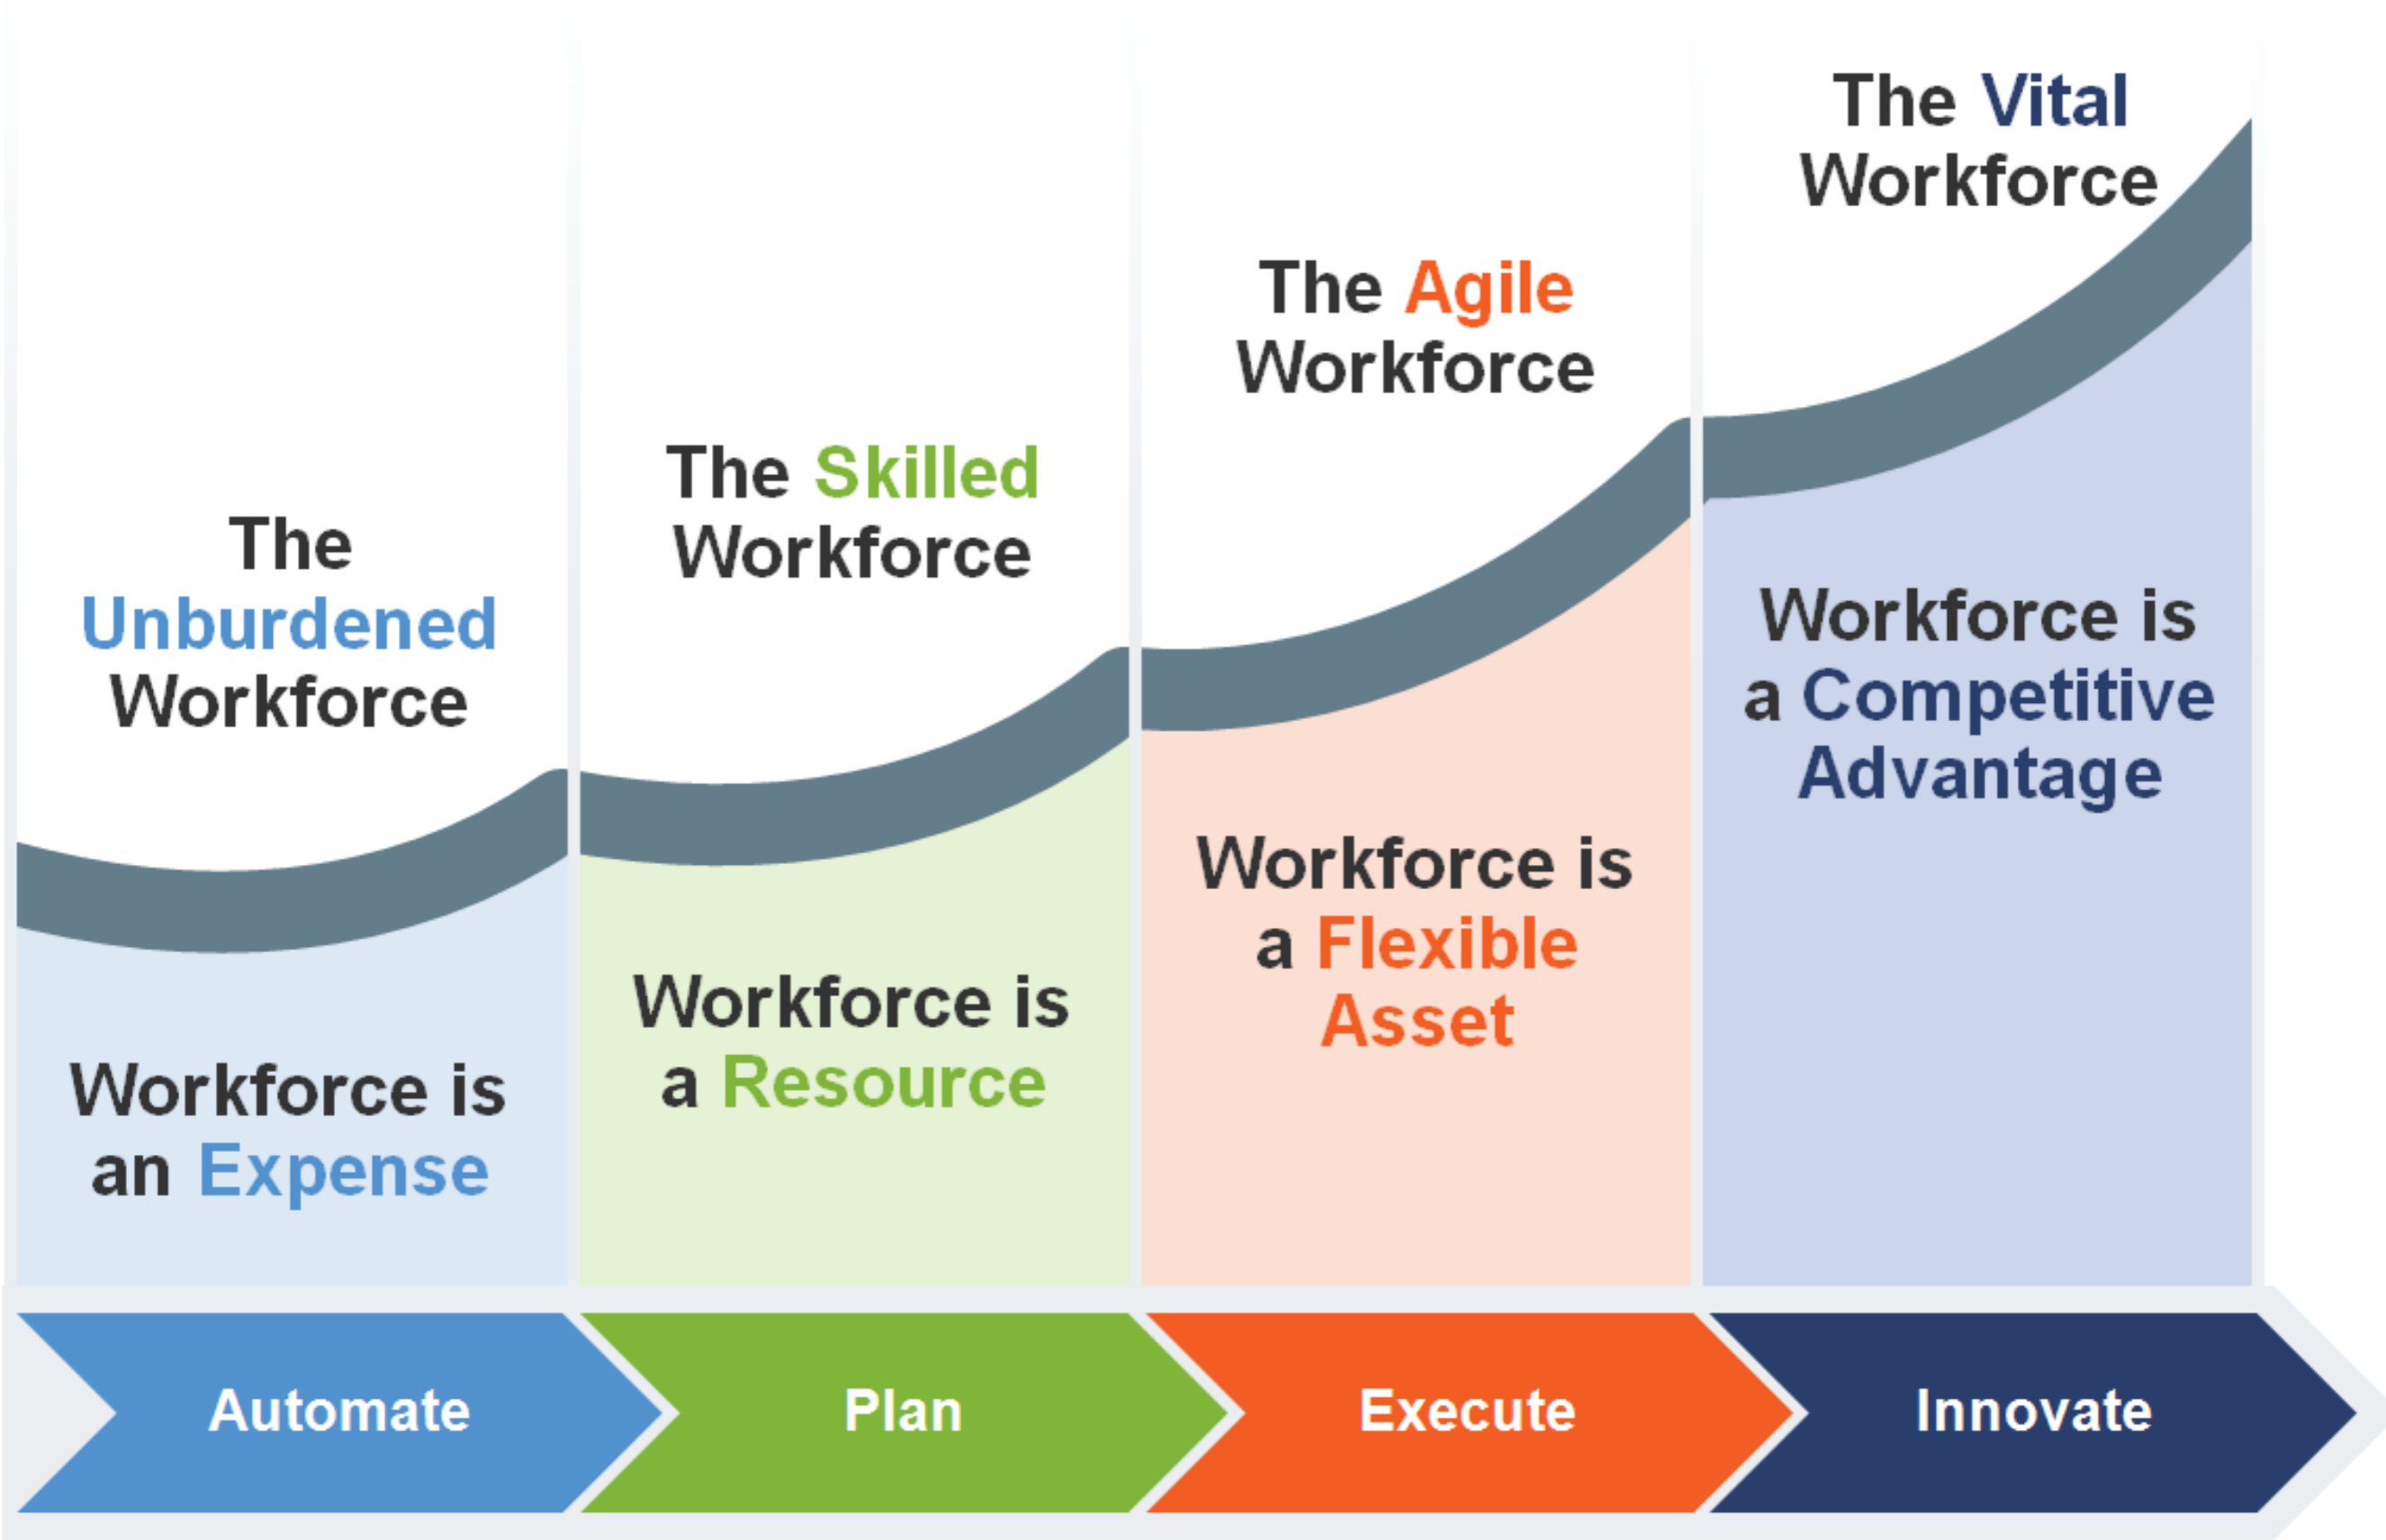 The
Unburdened
Workforce
Workforce is
an Expense
The Skilled
Workforce
Workforce is
a Resource
The Agile
Workforce
Workforce is
a Flexible
Asset
The Vital
Workforce
Workforce is
a Competitive
Advantage
Automate
Plan
Execute
Innovate